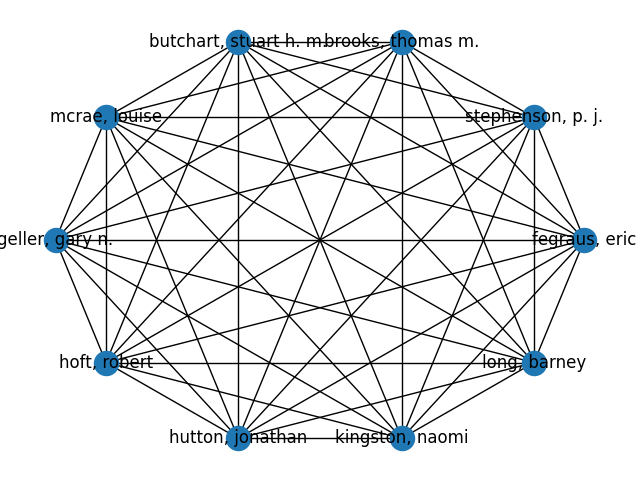 butchart, stuart h. m.
brooks, thomas m.
mcrae, louise
stephenson, p. j.
geller, gary n.
fegraus, eric
hoft, robert
long, barney
hutton, jonathan
kingston, naomi